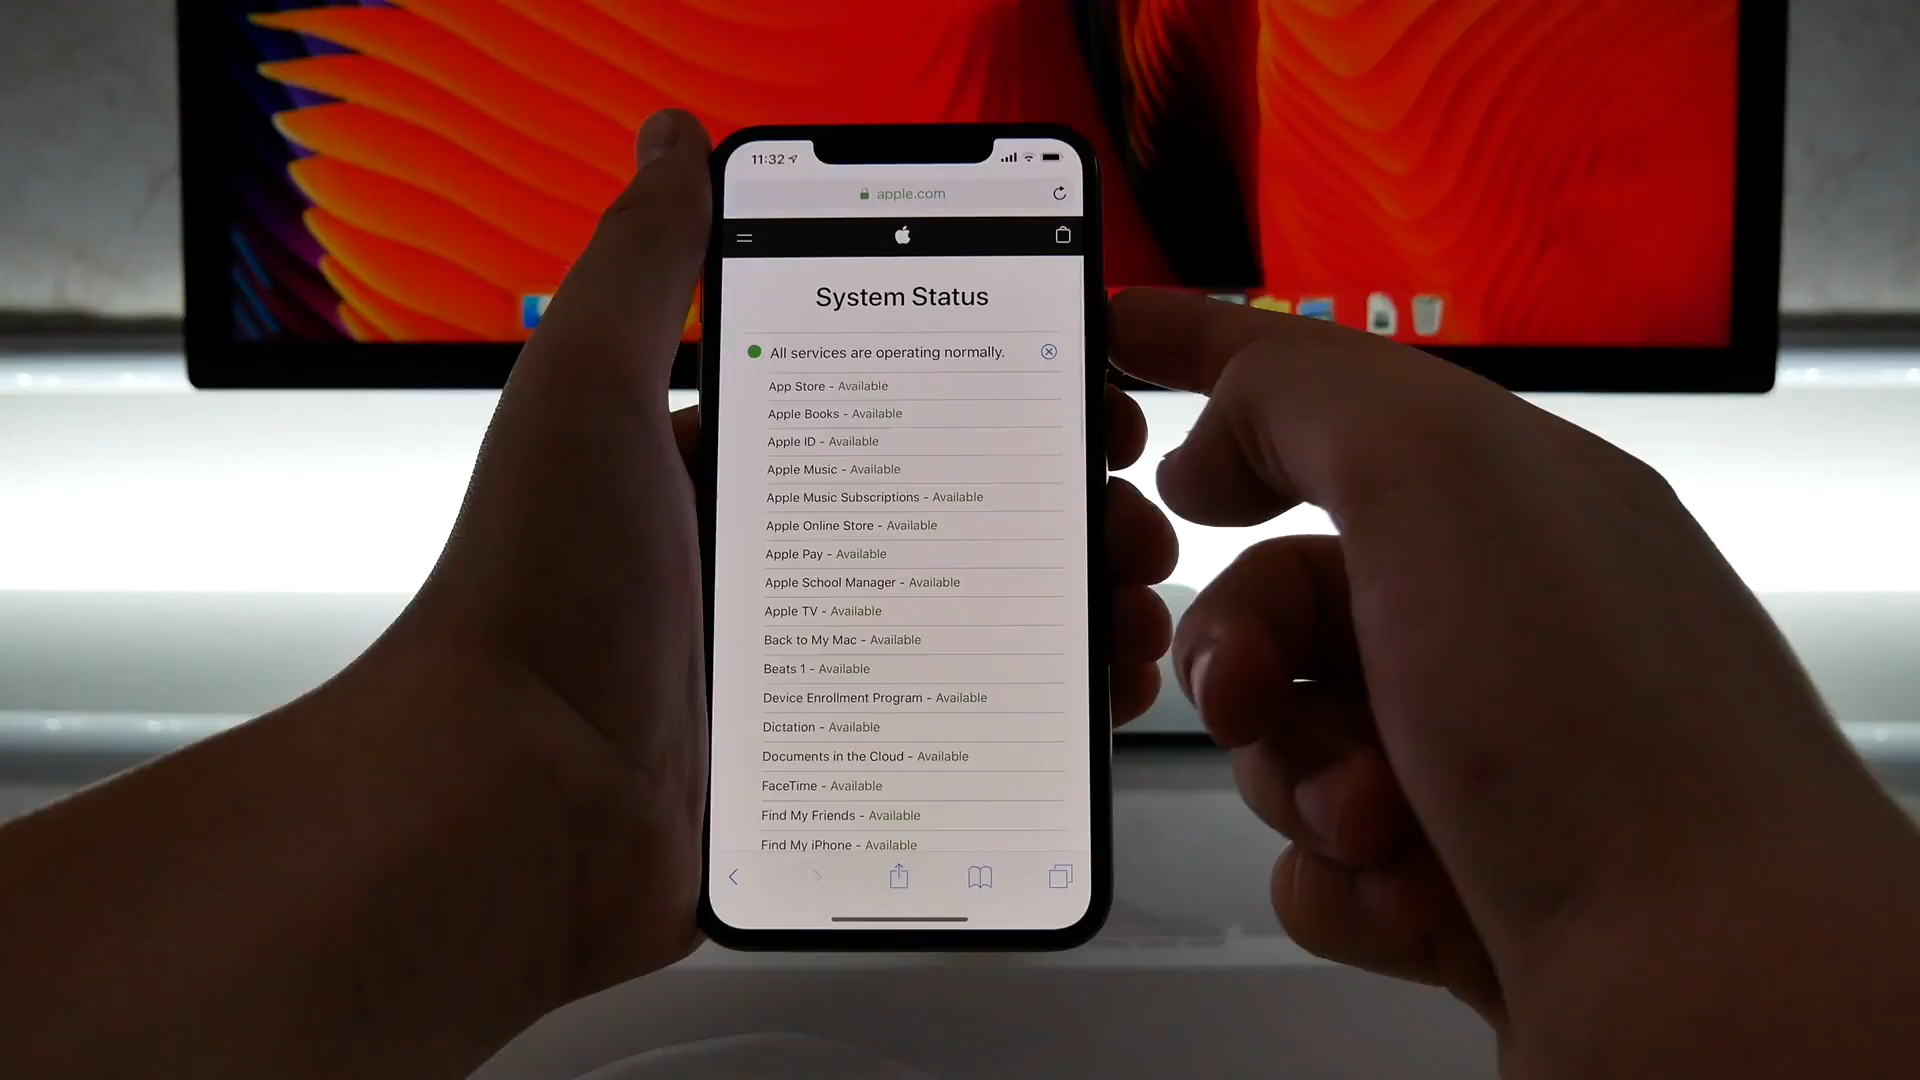 11:32
apple.com
System Status
All services are operating normally.
App Store - Available
Apple Books - Available
Apple ID - Available
Apple Music - Available
Apple Music Subscriptions - Available
Apple Online Store - Available
Apple Pay - Available
Apple School Manager - Available
Apple TV - Available
Back to My Mac - Available
Beats 1 - Available
Device Enrollment Program - Available
Dictation - Available
Documents in the Cloud - Available
FaceTime - Available
Find My Friends - Available
Find My iPhone - Available